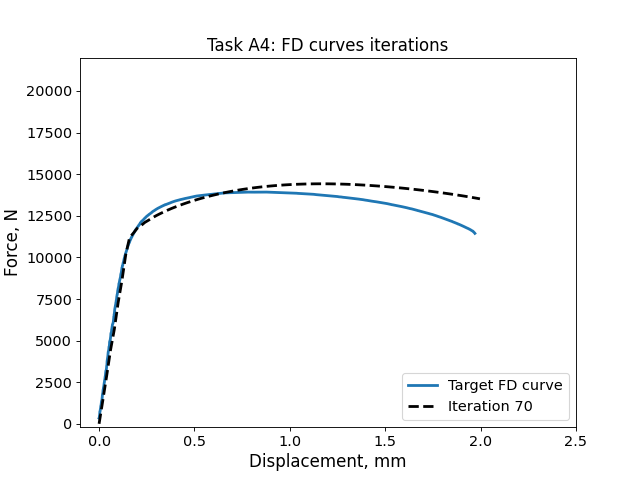 Task A4: FD curves iterations
Force, N
20000
17500
15000
12500
10000
7500
5000
2500
0
0.0 0.5 1.0 1.5 2.0 2.5
Displacement, mm
Target FD curve
Iteration 70